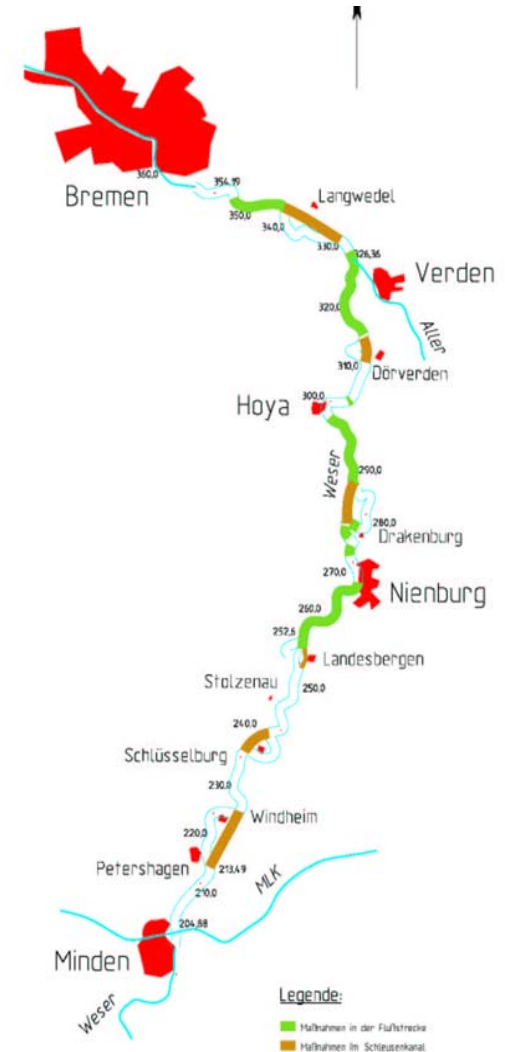 360,0
354,19
Bremen
350,0
340,0
Langwedel
330,0
326,36
Verden
320,0
Aller
310,0
Dörverden
300,0
Hoya
Weser
290,0
280,0
Drakenburg
270,0
Nienburg
260,0
252,6
Landesbergen
250,0
Stolzenau
240,0
Schlüsselburg
230,0
Windheim
220,0
Petershagen
213,49
MLK
210,0
204,88
Minden
Weser
Legende:
Maßnahmen in der Flußstrecke
Maßnahmen im Schleusenkanal